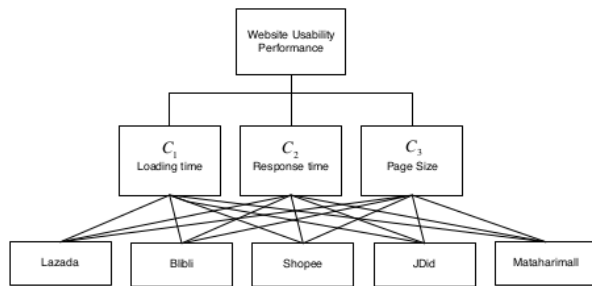 Website Usability
Performance
C₁
Loading time
C₂
Response time
C₃
Page Size
Lazada
Blibli
Shopee
JDid
Mataharimall